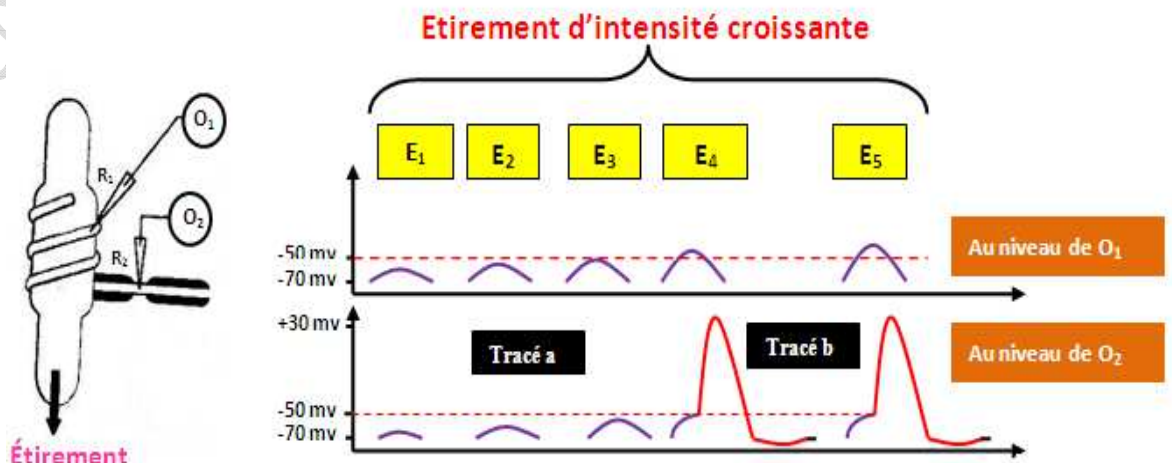 Etirement d'intensité croissante
E1
E2
E3
E4
E5
O1
R1
O2
R2
Étirement
-50 mv
-70 mv
Au niveau de O1
+30 mv
Tracé a
Tracé b
Au niveau de O2
-50 mv
-70 mv